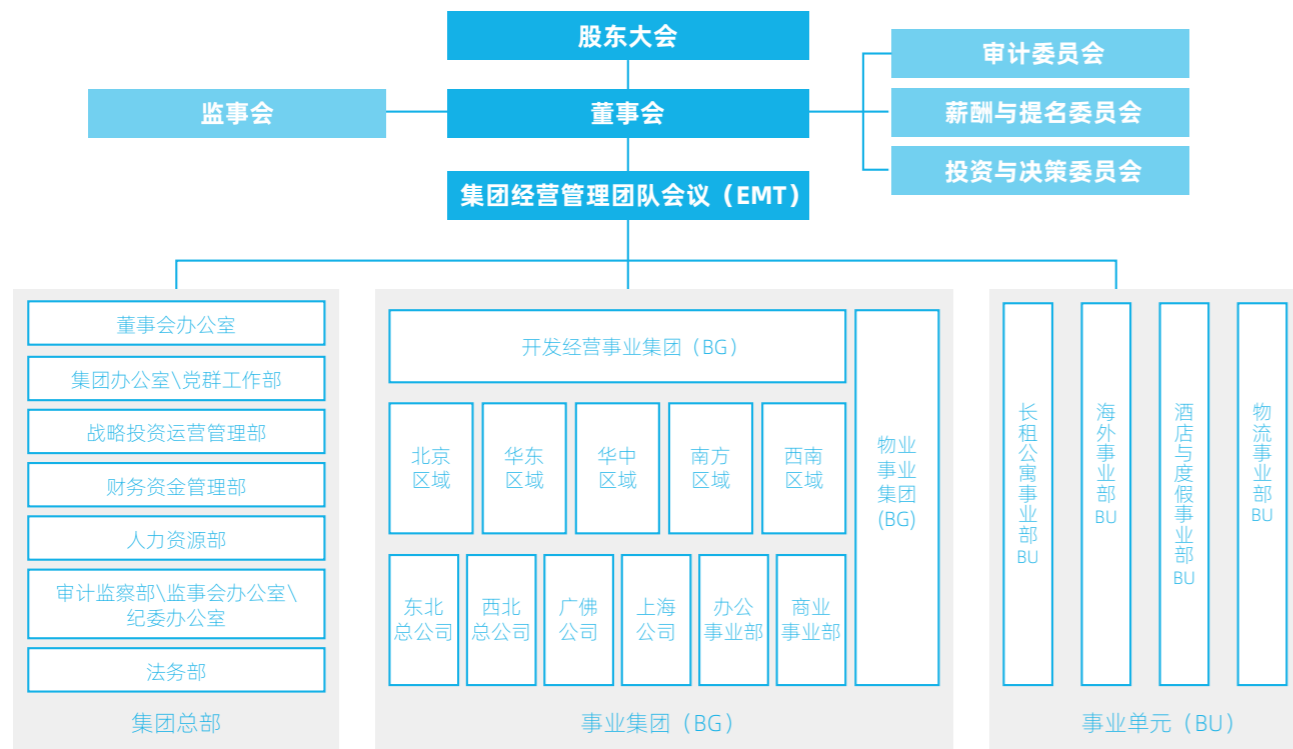 股东大会
审计委员会
监事会
董事会
薪酬与提名委员会
投资与决策委员会
集团经营管理团队会议（EMT）
董事会办公室
集团办公室\党群工作部
战略投资运营管理部
财务资金管理部
人力资源部
审计监察部\监事会办公室\
纪委办公室
法务部
集团总部
开发经营事业集团（BG）
北京
区域
华东
区域
华中
区域
南方
区域
西南
区域
东北
总公司
西北
总公司
广佛
公司
上海
公司
办公
事业部
商业
事业部
物业
事业
集团
(BG)
事业集团（BG）
长租公寓事业部BU
海外事业部BU
酒店与度假事业部BU
物流事业部BU
事业单元（BU）